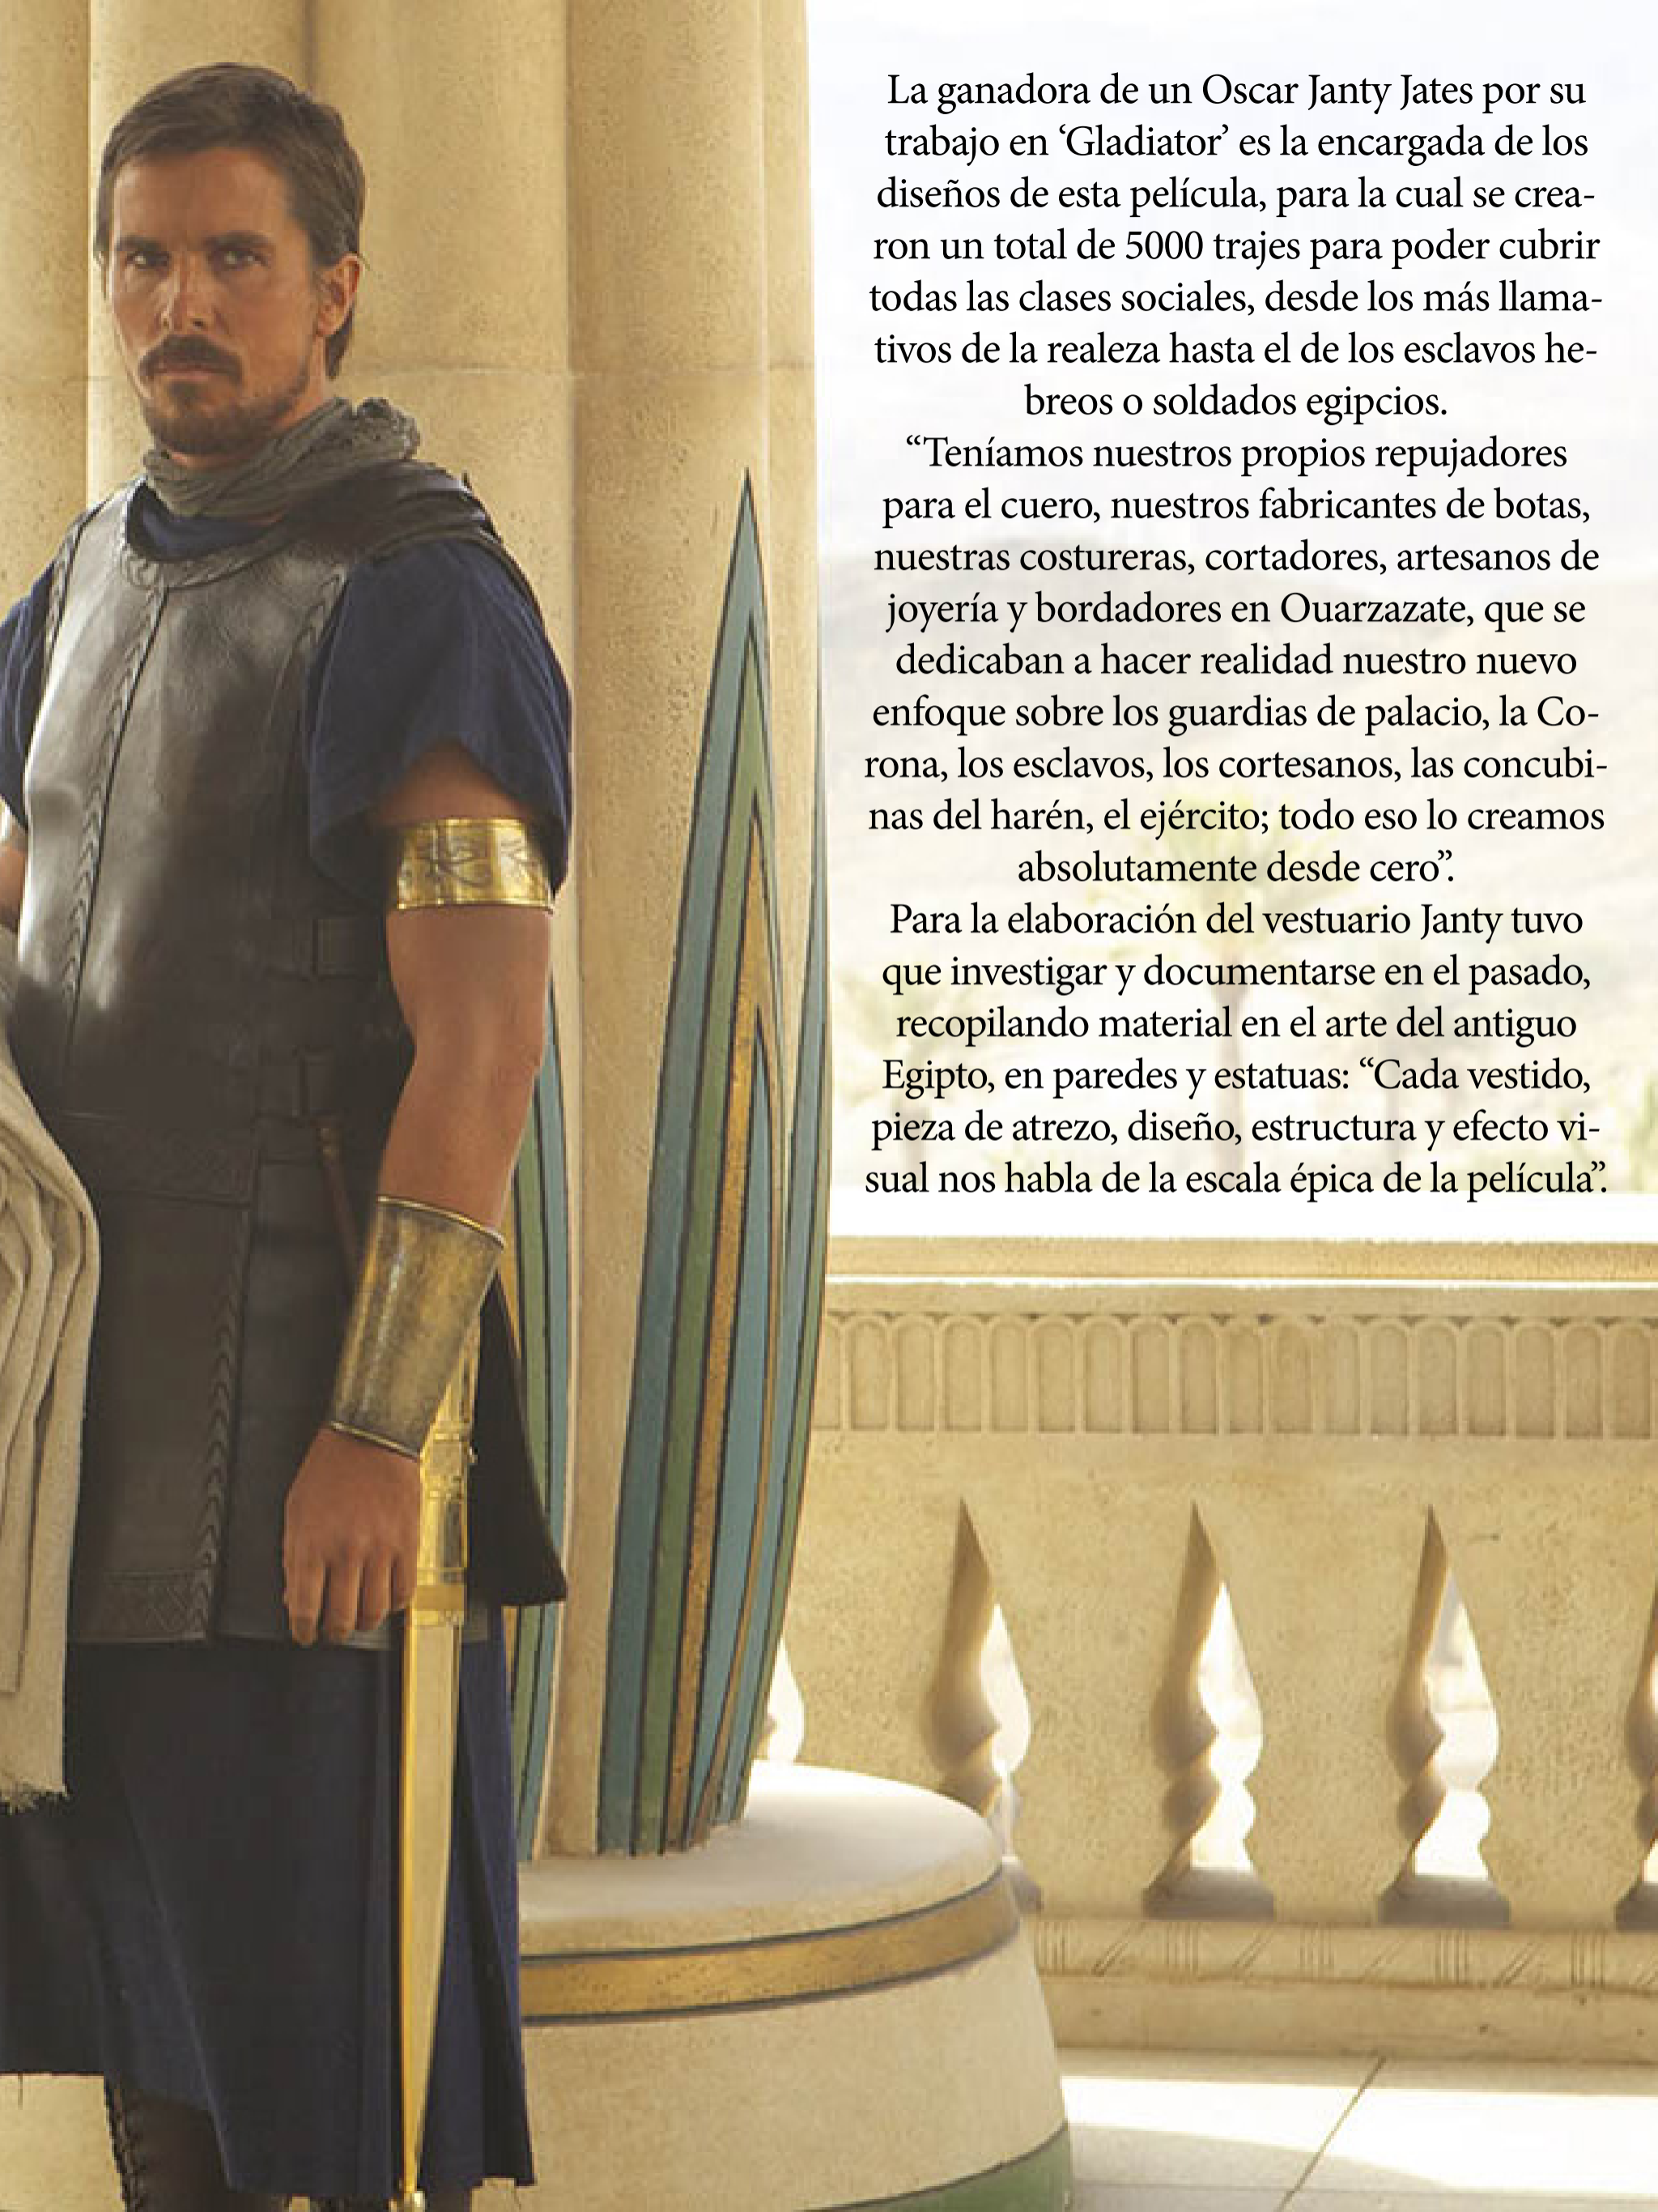 La ganadora de un Oscar Janty Jates por su
trabajo en ‘Gladiator’ es la encargada de los
diseños de esta película, para la cual se crea-
ron un total de 5000 trajes para poder cubrir
todas las clases sociales, desde los más llama-
tivos de la realeza hasta el de los esclavos he-
breos o soldados egipcios.
“Teníamos nuestros propios repujadores
para el cuero, nuestros fabricantes de botas,
nuestras costureras, cortadores, artesanos de
joyería y bordadores en Ouarzazate, que se
dedicaban a hacer realidad nuestro nuevo
enfoque sobre los guardias de palacio, la Co-
rona, los esclavos, los cortesanos, las concubi-
nas del harén, el ejército; todo eso lo creamos
absolutamente desde cero”.
Para la elaboración del vestuario Janty tuvo
que investigar y documentarse en el pasado,
recopilando material en el arte del antiguo
Egipto, en paredes y estatuas: “Cada vestido,
pieza de atrezo, diseño, estructura y efecto vi-
sual nos habla de la escala épica de la película”.